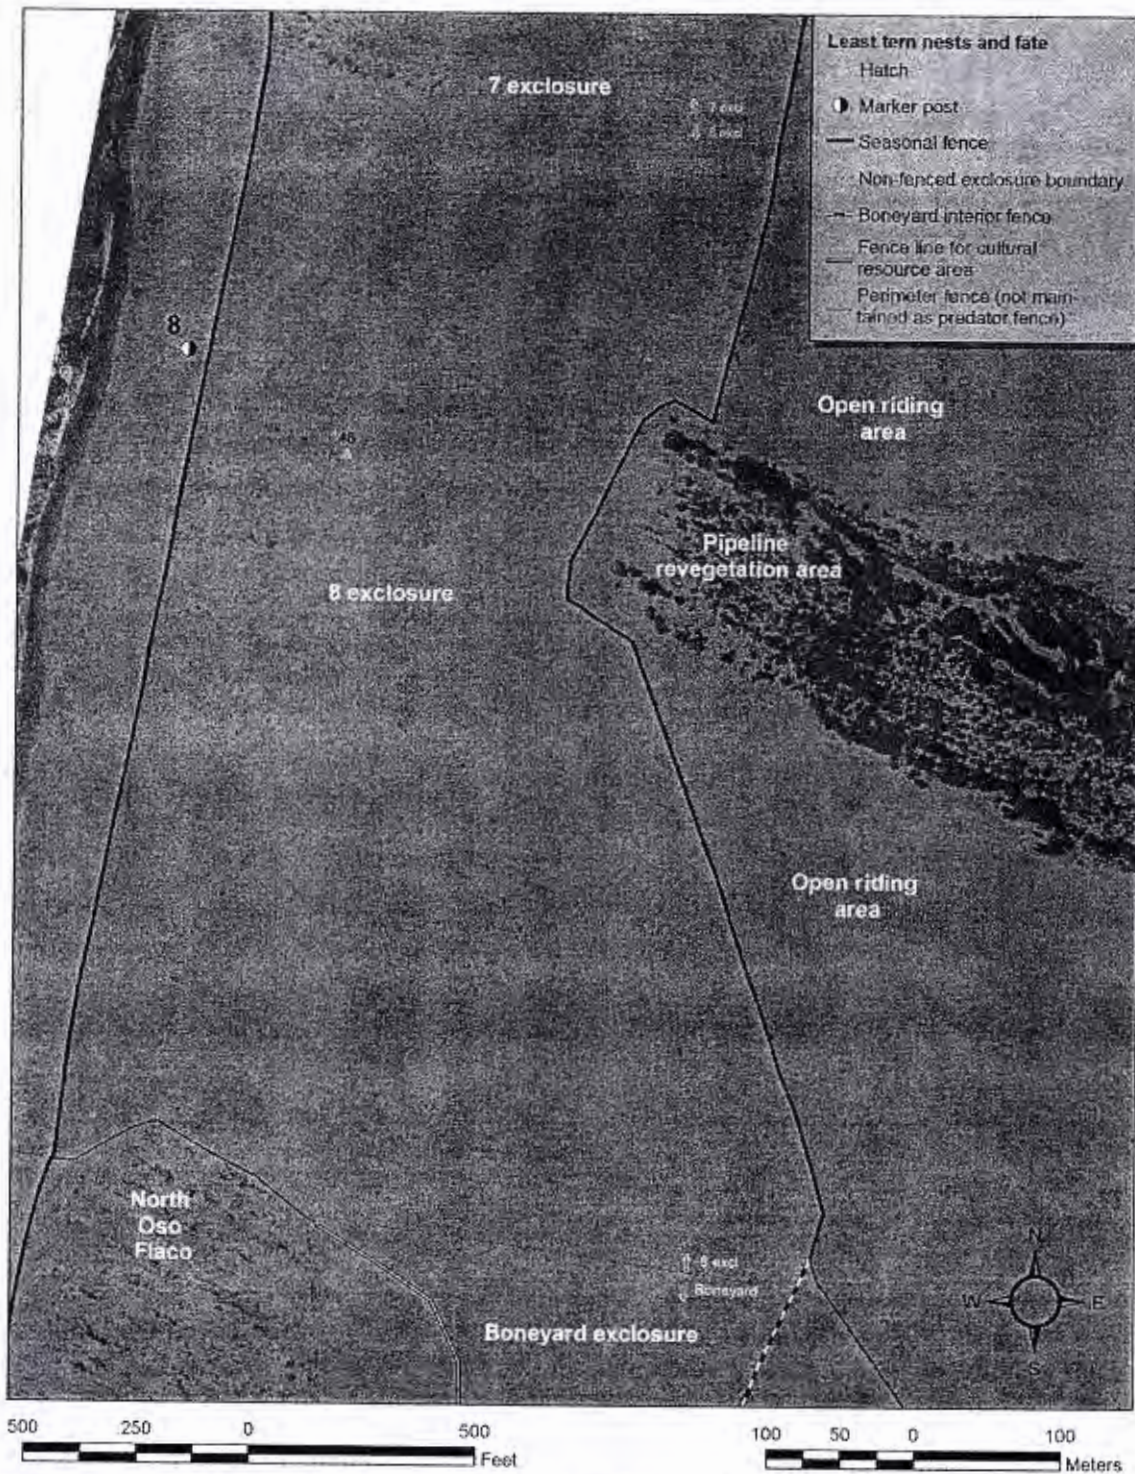 7 exclosure
Least tern nests and fate
Hatch
Marker post
Seasonal fence
Non-fenced exclosure boundary
Boneyard interior fence
Fence line for cultural
resource area
Perimeter fence (not main-
tained as predator fence)
8
Open riding
area
Pipeline
revegetation area
8 exclosure
Open riding
area
North
Oso
Flaco
Boneyard
Boneyard exclosure
N
W
E
S
500
250
0
500
Feet
100
50
0
100
Meters